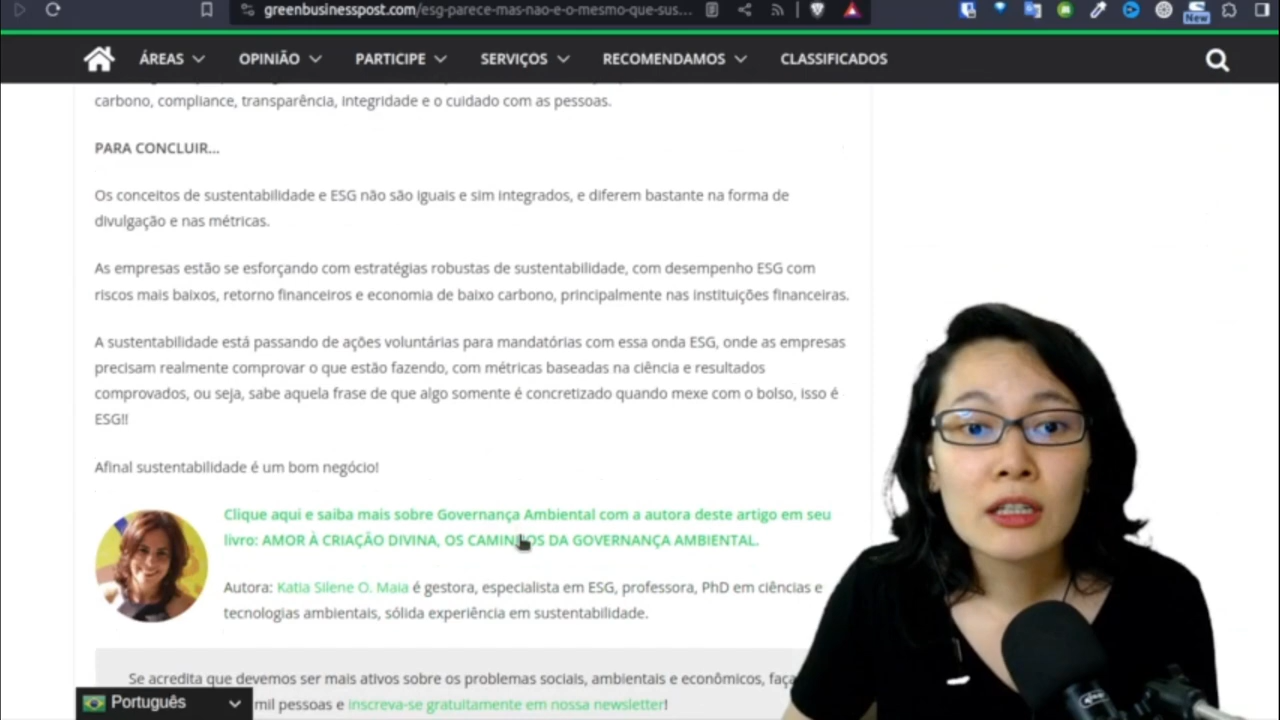 greenbusinesspost.com/esg-parece-mas-nao-e-o-mesmo-que-sus...
New
ÁREAS OPINIÃO PARTICIPE SERVIÇOS RECOMENDAMOS CLASSIFICADOS
carbono, compliance, transparência, integridade e o cuidado com as pessoas.
PARA CONCLUIR...
Os conceitos de sustentabilidade e ESG não são iguais e sim integrados, e diferem bastante na forma de
divulgação e nas métricas.
As empresas estão se esforçando com estratégias robustas de sustentabilidade, com desempenho ESG com
riscos mais baixos, retorno financeiros e economia de baixo carbono, principalmente nas instituições financeiras.
A sustentabilidade está passando de ações voluntárias para mandatórias com essa onda ESG, onde as empresas
precisam realmente comprovar o que estão fazendo, com métricas baseadas na ciência e resultados
comprovados, ou seja, sabe aquela frase de que algo somente é concretizado quando mexe com o bolso, isso é
ESG!!
Afinal sustentabilidade é um bom negócio!
Clique aqui e saiba mais sobre Governança Ambiental com a autora deste artigo em seu
livro: AMOR À CRIAÇÃO DIVINA, OS CAMINHOS DA GOVERNANÇA AMBIENTAL.
Autora: Katia Silene O. Maia é gestora, especialista em ESG, professora, PhD em ciências e
tecnologias ambientais, sólida experiência em sustentabilidade.
Se acredita que devemos ser mais ativos sobre os problemas sociais, ambientais e econômicos, faça
mil pessoas e inscreva-se gratuitamente em nossa newsletter!
Português